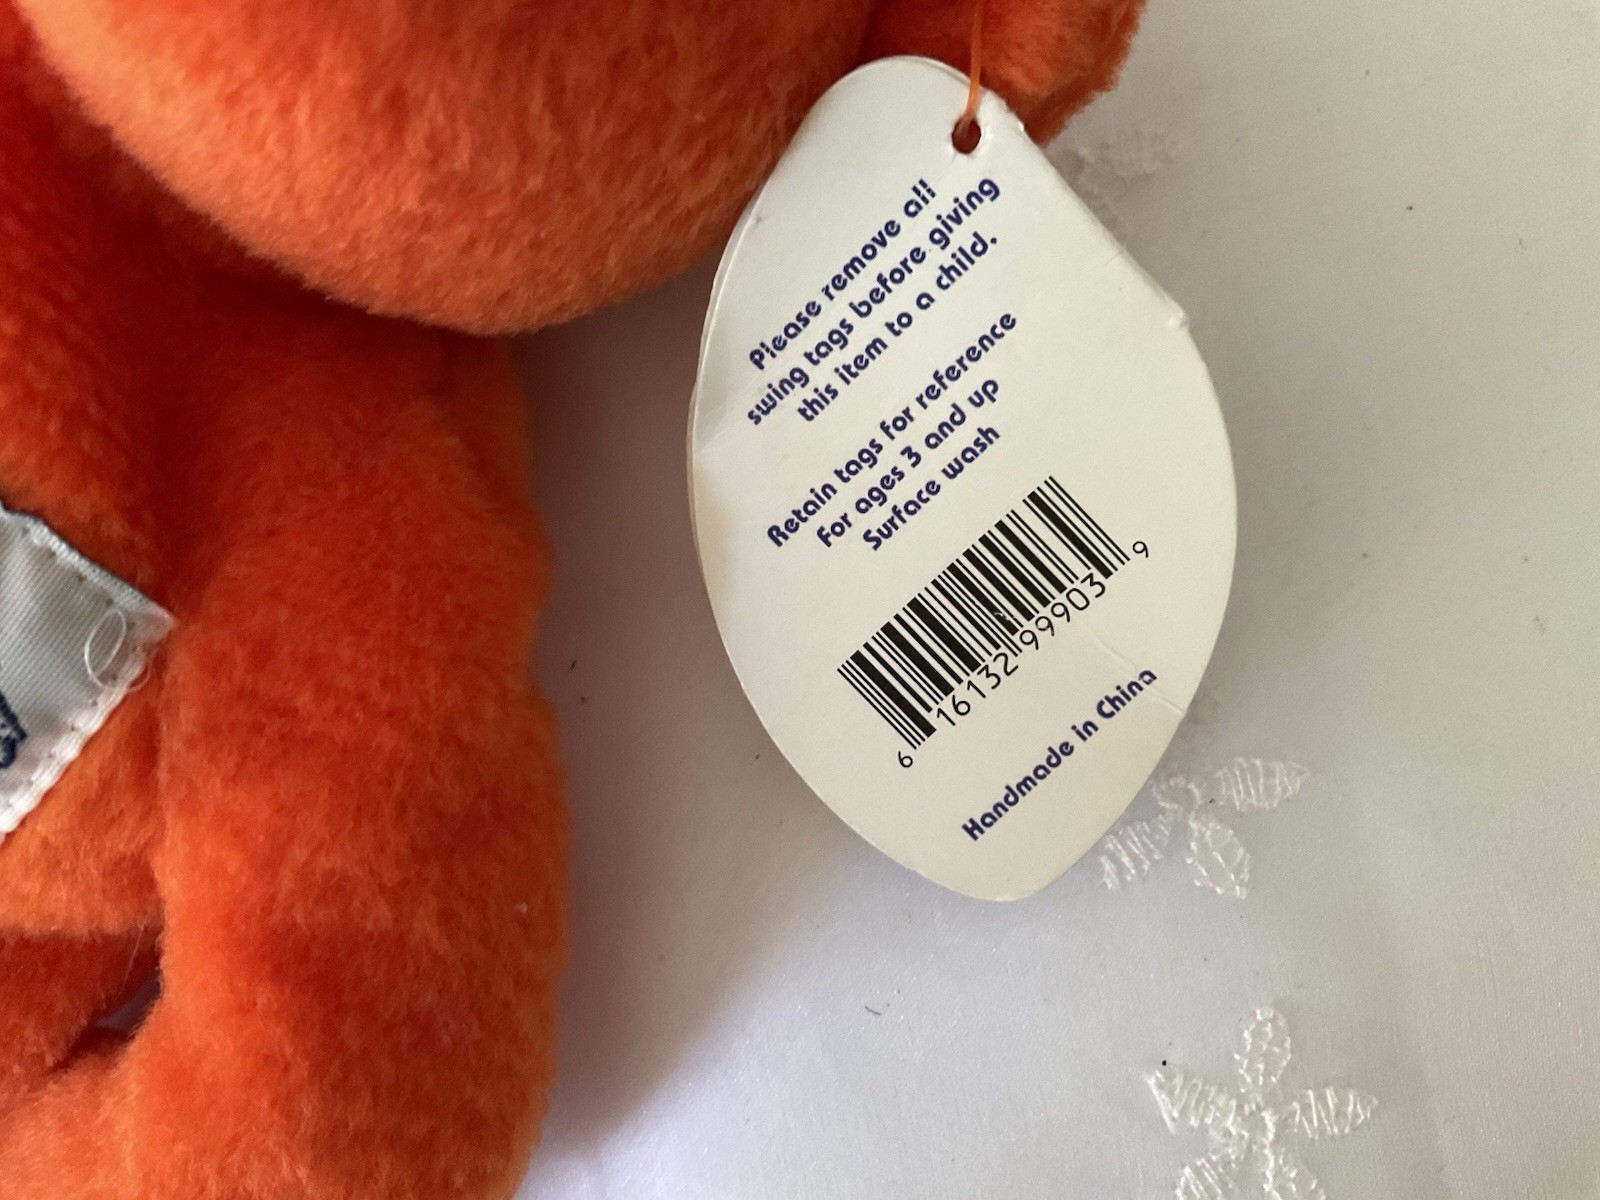 Please remove all
swing tags before giving
this item to a child.
Retain tags for reference
For ages 3 and up
Surface wash
6 16132 99903 9
Handmade in China